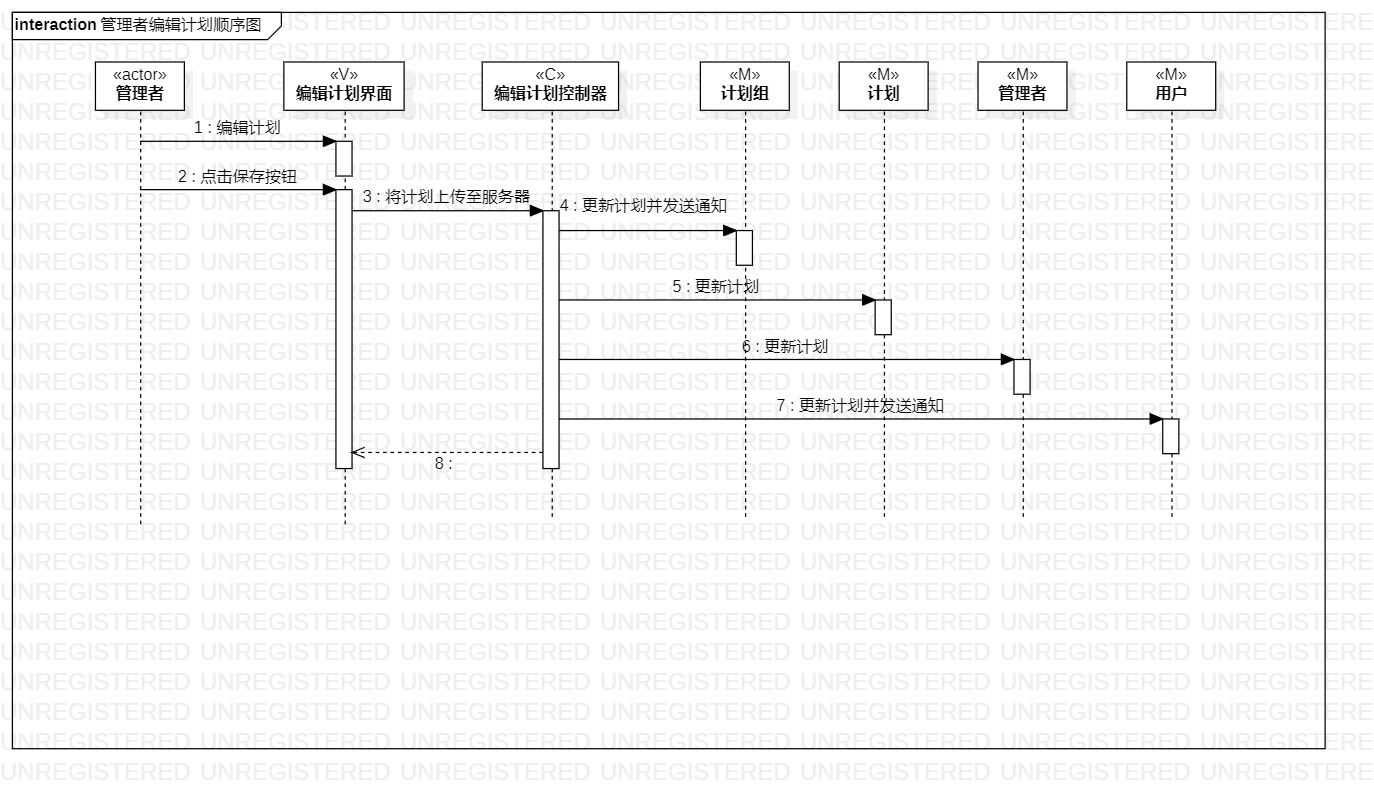 interaction 管理者编辑计划顺序图
«actor»
管理者
«V»
编辑计划界面
«C»
编辑计划控制器
«M»
计划组
«M»
计划
«M»
管理者
«M»
用户
1 : 编辑计划
2 : 点击保存按钮
3 : 将计划上传至服务器
4 : 更新计划并发送通知
5 : 更新计划
6 : 更新计划
7 : 更新计划并发送通知
8 :
UNREGISTERED UNREGISTERED UNREGISTERED UNREGISTERED UNREGISTERED UNREGISTERED UNREGISTERE